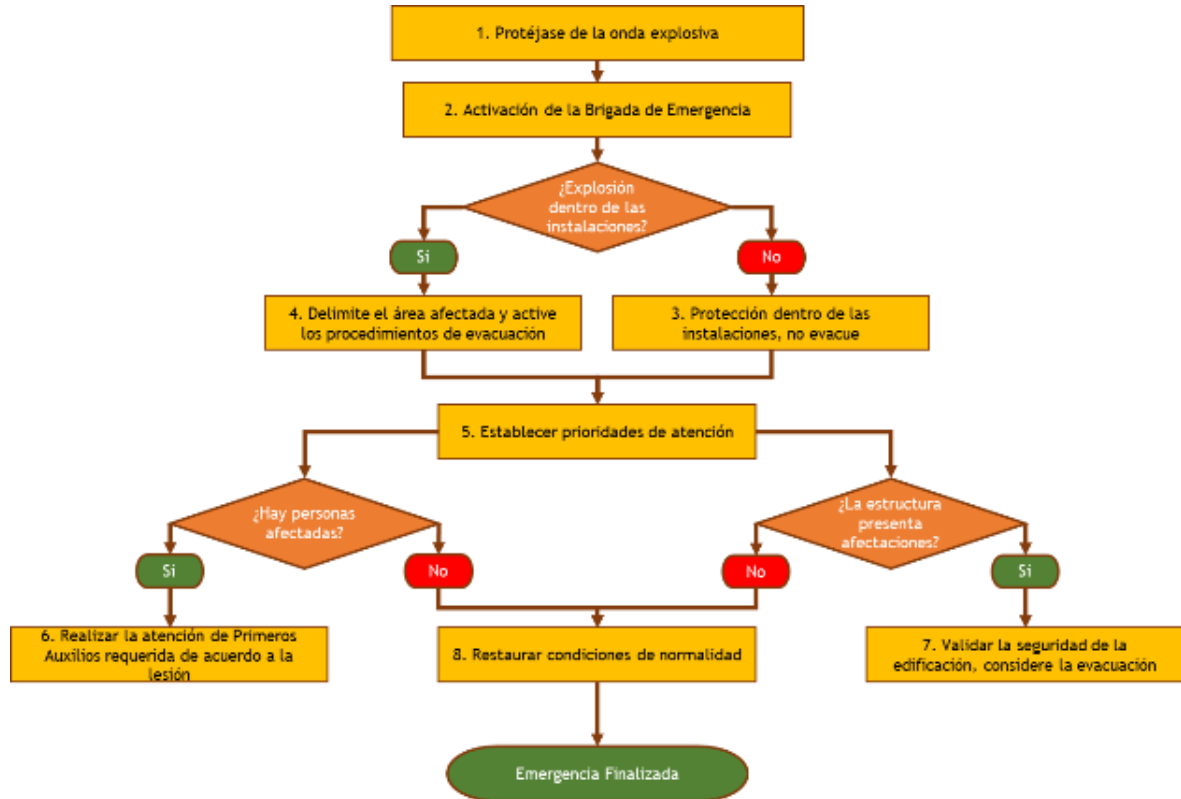 1. Protéjase de la onda explosiva
2. Activación de la Brigada de Emergencia
¿Explosión
dentro de las
instalaciones?
Si
No
4. Delimite el área afectada y active
los procedimientos de evacuación
3. Protección dentro de las
instalaciones, no evacue
5. Establecer prioridades de atención
¿Hay personas
afectadas?
¿La estructura
presenta
afectaciones?
Si
No
No
Si
6. Realizar la atención de Primeros
Auxilios requerida de acuerdo a la
lesión
8. Restaurar condiciones de normalidad
7. Validar la seguridad de la
edificación, considere la evacuación
Emergencia Finalizada